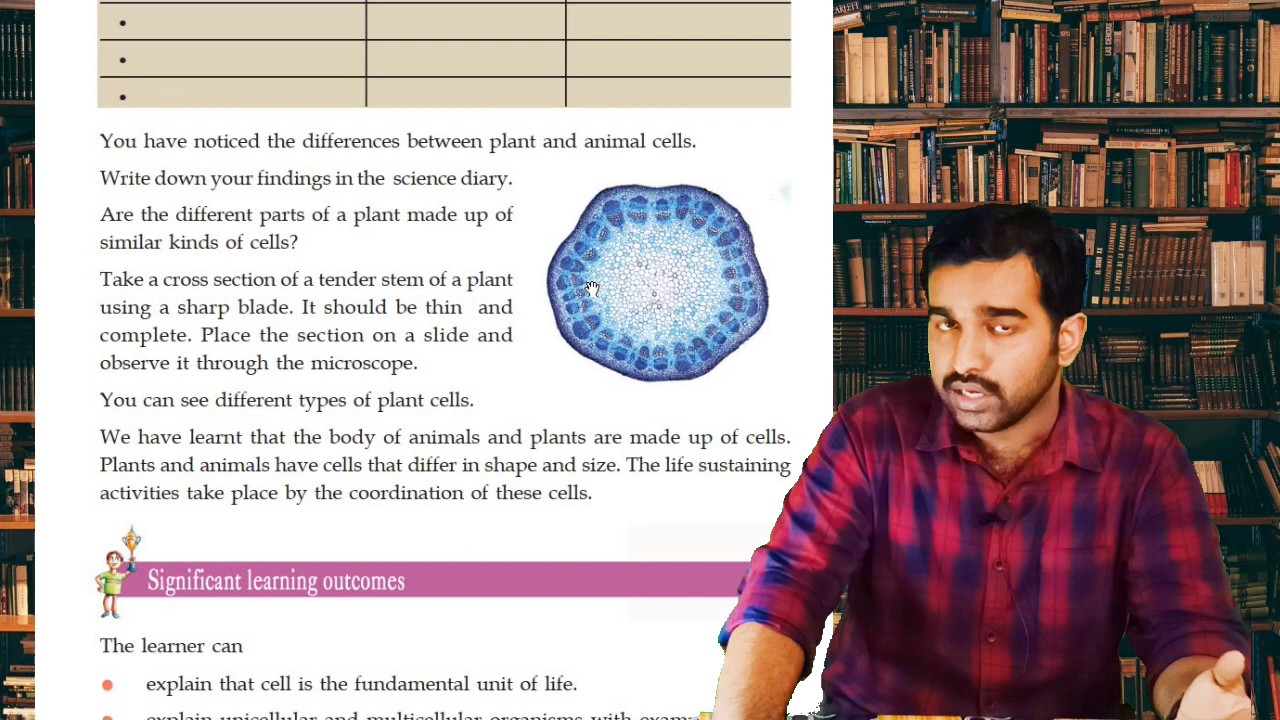 You have noticed the differences between plant and animal cells.
Write down your findings in the science diary.
Are the different parts of a plant made up of
similar kinds of cells?
Take a cross section of a tender stem of a plant
using a sharp blade. It should be thin and
complete. Place the section on a slide and
observe it through the microscope.
You can see different types of plant cells.
We have learnt that the body of animals and plants are made up of cells.
Plants and animals have cells that differ in shape and size. The life sustaining
activities take place by the coordination of these cells.
Significant learning outcomes
The learner can
• explain that cell is the fundamental unit of life.
• explain unicellular and multicellular organisms with